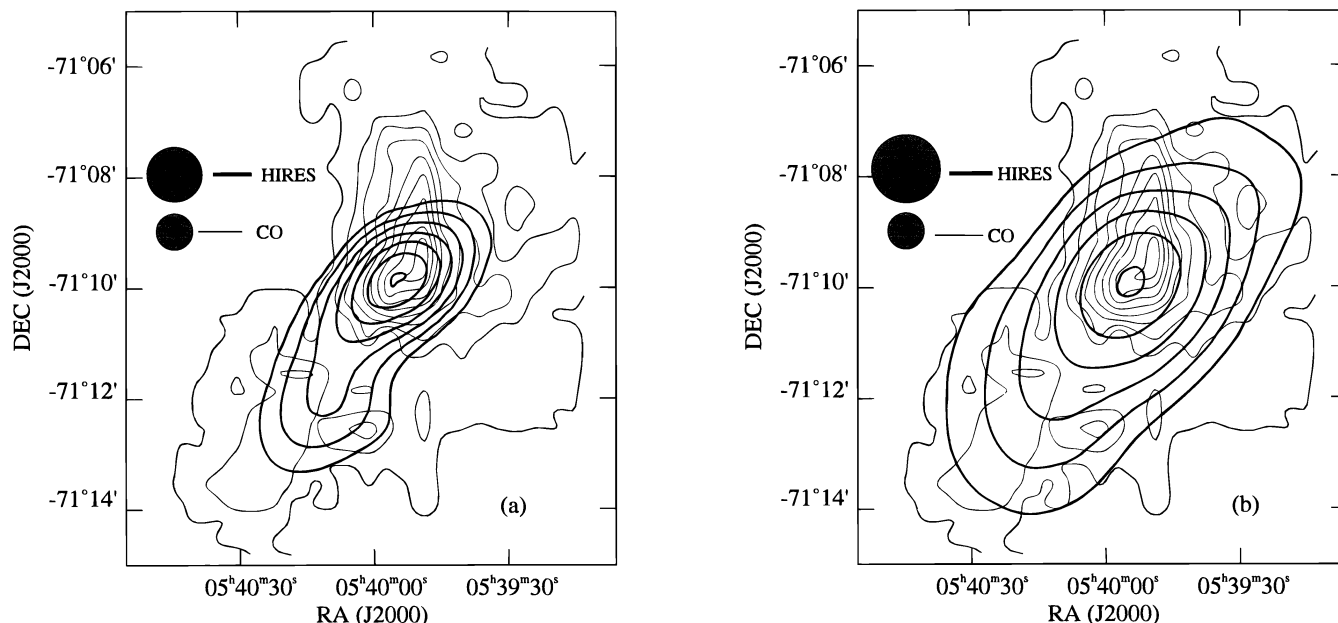 -71°06'
-71°08'
-71°10'
-71°12'
-71°14'
DEC (J2000)
HIRES
CO
(a)
05ʰ40ᵐ30ˢ 05ʰ40ᵐ00ˢ 05ʰ39ᵐ30ˢ
RA (J2000)
-71°06'
-71°08'
-71°10'
-71°12'
-71°14'
DEC (J2000)
HIRES
CO
(b)
05ʰ40ᵐ30ˢ 05ʰ40ᵐ00ˢ 05ʰ39ᵐ30ˢ
RA (J2000)